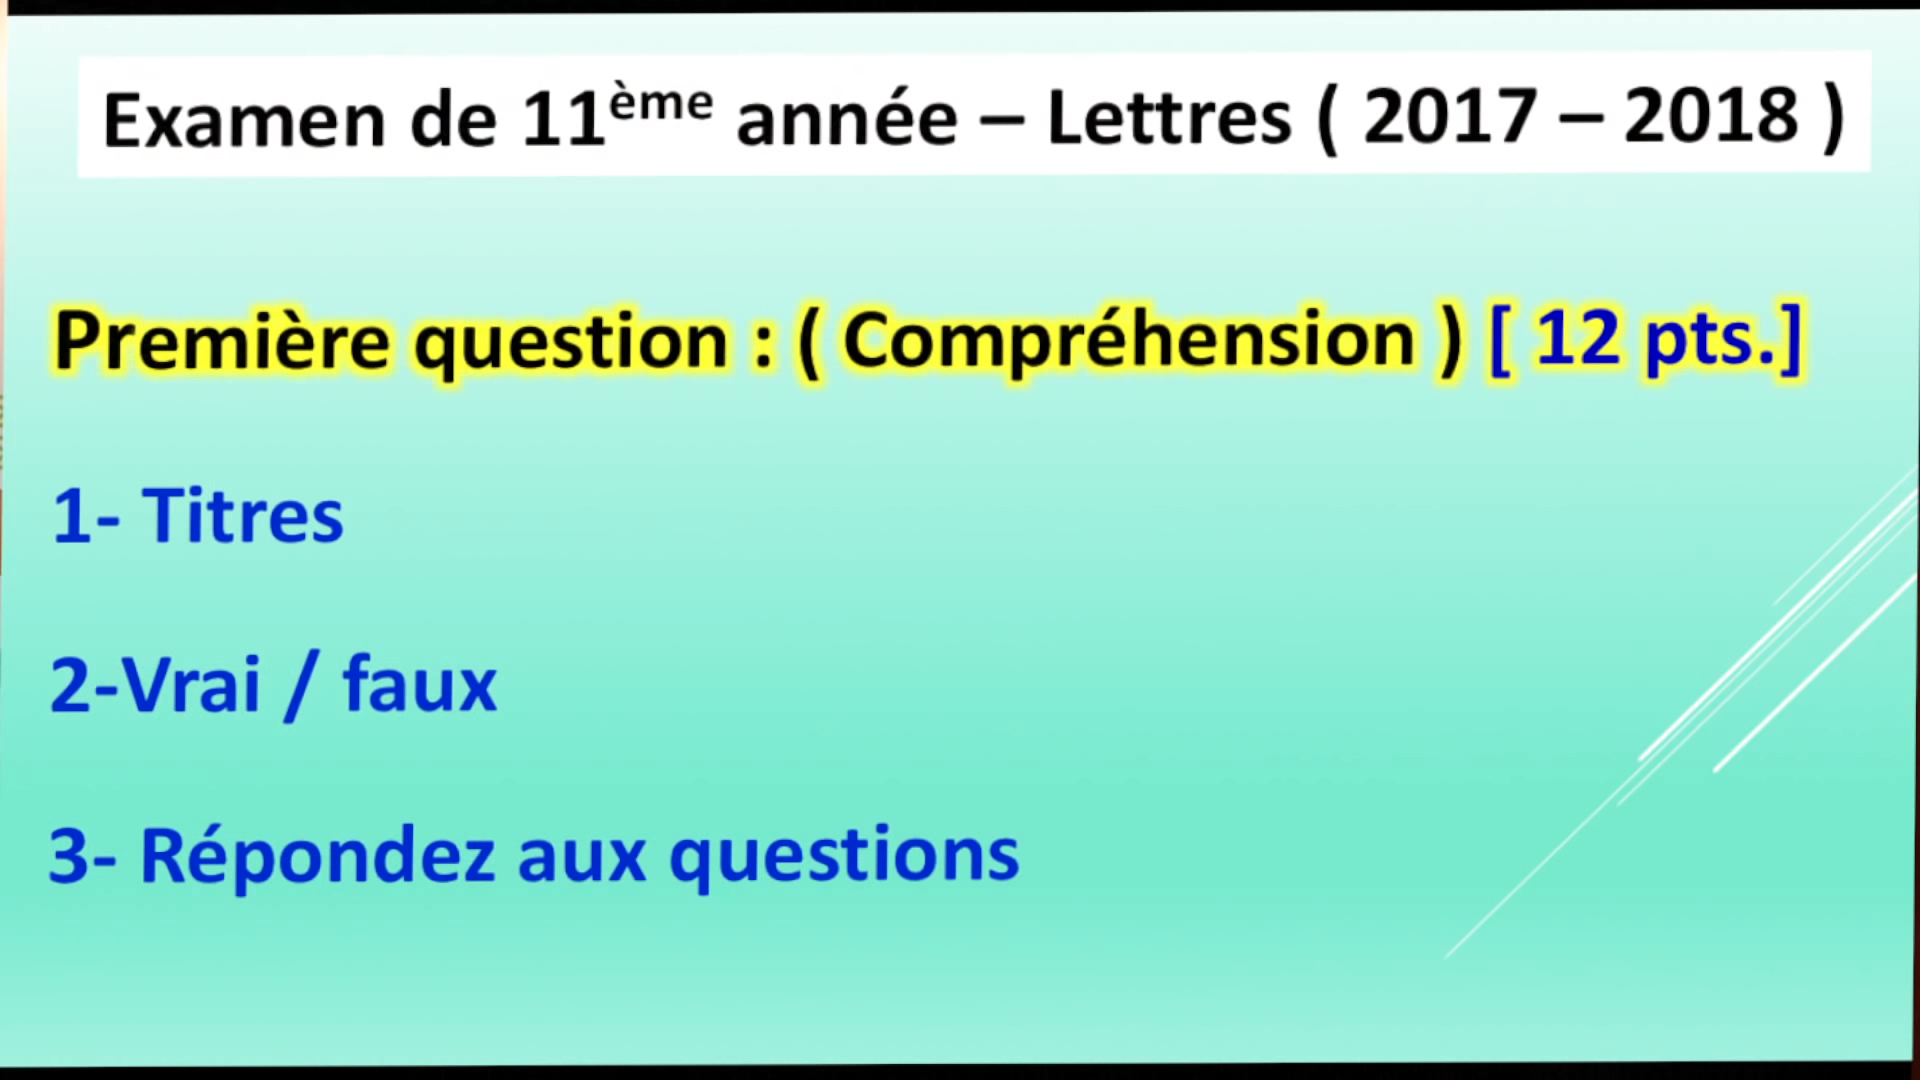 Examen de 11ème année – Lettres ( 2017 – 2018 )
Première question : ( Compréhension ) [ 12 pts.]
1- Titres
2-Vrai / faux
3- Répondez aux questions